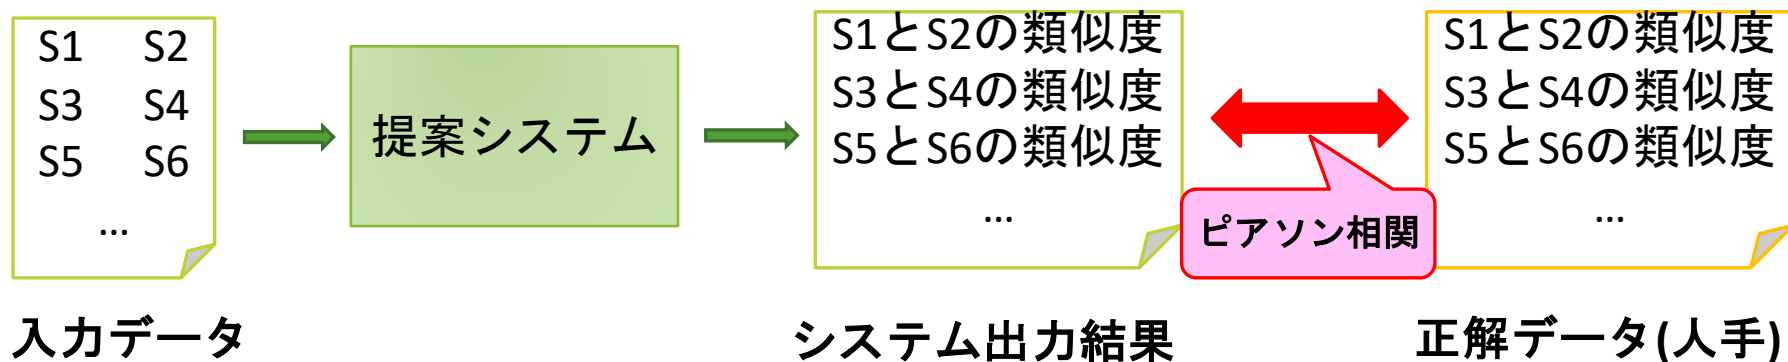 S1 S2
S3 S4
S5 S6
...
入力データ
提案システム
S1とS2の類似度
S3とS4の類似度
S5とS6の類似度
...
システム出力結果
ピアソン相関
S1とS2の類似度
S3とS4の類似度
S5とS6の類似度
...
正解データ(人手)